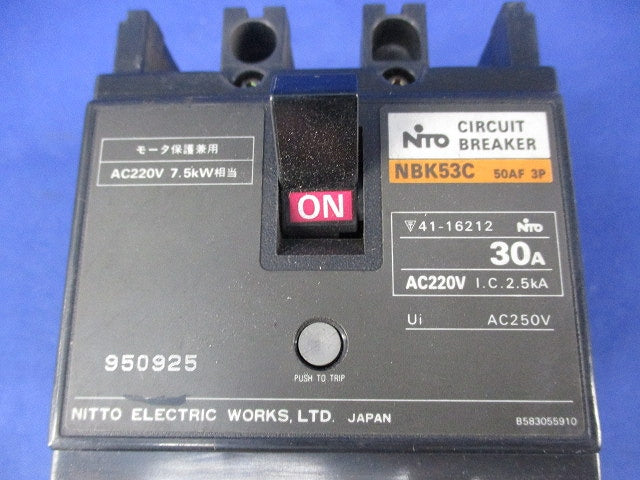 モータ保護兼用
AC220V 7.5kW相当
ON
NITO CIRCUIT BREAKER
NBK53C 50AF 3P
41-16212 NITO
30A
AC220V I.C.2.5kA
Ui AC250V
950925
PUSH TO TRIP
NITTO ELECTRIC WORKS, LTD. JAPAN
B583055910